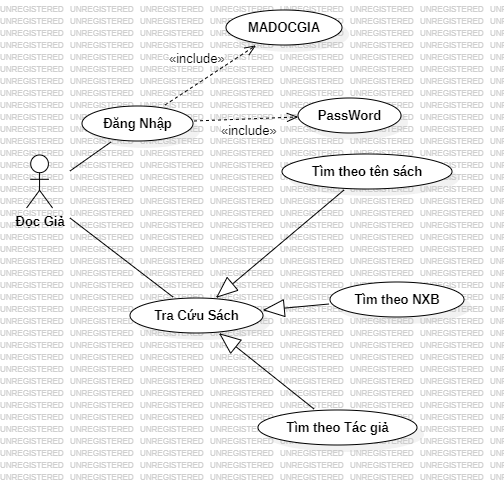 MADOCGIA
«include»
Đăng Nhập
PassWord
«include»
Tìm theo tên sách
Đọc Giả
Tìm theo NXB
Tra Cứu Sách
Tìm theo Tác giả
UNREGISTERED